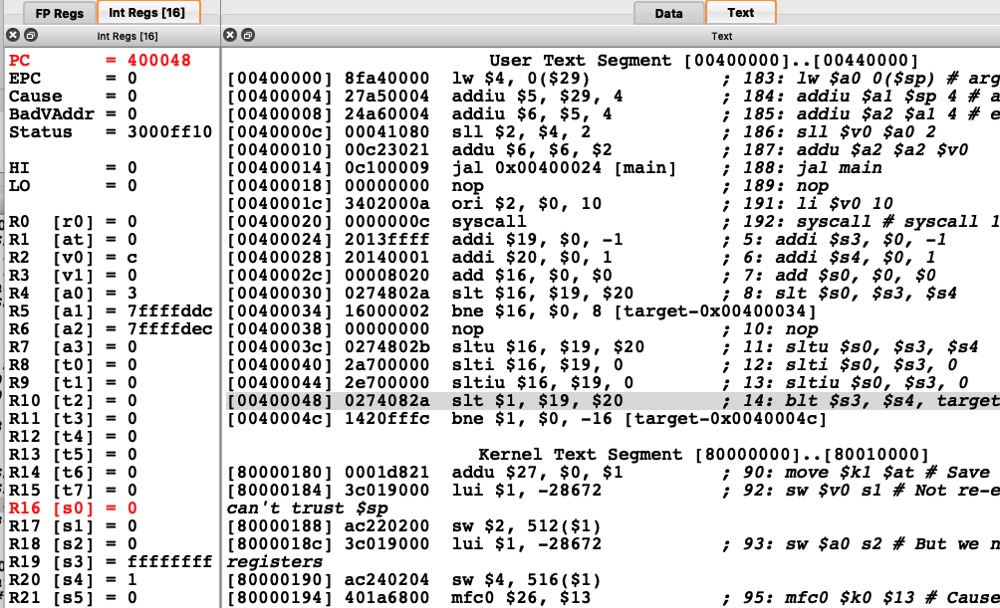 FP Regs
Int Regs [16]
Data
Text
Int Regs [16]
Text
PC = 400048
EPC = 0
Cause = 0
BadVAddr = 0
Status = 3000ff10
HI = 0
LO = 0
R0 [r0] = 0
R1 [at] = 0
R2 [v0] = c
R3 [v1] = 0
R4 [a0] = 3
R5 [a1] = 7ffffddc
R6 [a2] = 7ffffdec
R7 [a3] = 0
R8 [t0] = 0
R9 [t1] = 0
R10 [t2] = 0
R11 [t3] = 0
R12 [t4] = 0
R13 [t5] = 0
R14 [t6] = 0
R15 [t7] = 0
R16 [s0] = 0
R17 [s1] = 0
R18 [s2] = 0
R19 [s3] = ffffffff
R20 [s4] = 1
R21 [s5] = 0
User Text Segment [00400000]..[00440000]
[00400000] 8fa40000 lw $4, 0($29) ; 183: lw $a0 0($sp) # arg
[00400004] 27a50004 addiu $5, $29, 4 ; 184: addiu $a1 $sp 4 # a
[00400008] 24a60004 addiu $6, $5, 4 ; 185: addiu $a2 $a1 4 # e
[0040000c] 00041080 sll $2, $4, 2 ; 186: sll $v0 $a0 2
[00400010] 00c23021 addu $6, $6, $2 ; 187: addu $a2 $a2 $v0
[00400014] 0c100009 jal 0x00400024 [main] ; 188: jal main
[00400018] 00000000 nop ; 189: nop
[0040001c] 3402000a ori $2, $0, 10 ; 191: li $v0 10
[00400020] 0000000c syscall ; 192: syscall # syscall 1
[00400024] 2013ffff addi $19, $0, -1 ; 5: addi $s3, $0, -1
[00400028] 20140001 addi $20, $0, 1 ; 6: addi $s4, $0, 1
[0040002c] 00008020 add $16, $0, $0 ; 7: add $s0, $0, $0
[00400030] 0274802a slt $16, $19, $20 ; 8: slt $s0, $s3, $s4
[00400034] 16000002 bne $16, $0, 8 [target-0x00400034]
[00400038] 00000000 nop ; 10: nop
[0040003c] 0274802b sltu $16, $19, $20 ; 11: sltu $s0, $s3, $s4
[00400040] 2a700000 slti $16, $19, 0 ; 12: slti $s0, $s3, 0
[00400044] 2e700000 sltiu $16, $19, 0 ; 13: sltiu $s0, $s3, 0
[00400048] 0274082a slt $1, $19, $20 ; 14: blt $s3, $s4, target
[0040004c] 1420fffc bne $1, $0, -16 [target-0x0040004c]
Kernel Text Segment [80000000]..[80010000]
[80000180] 0001d821 addu $27, $0, $1 ; 90: move $k1 $at # Save
[80000184] 3c019000 lui $1, -28672 ; 92: sw $v0 s1 # Not re-e
can't trust $sp
[80000188] ac220200 sw $2, 512($1)
[8000018c] 3c019000 lui $1, -28672 ; 93: sw $a0 s2 # But we n
registers
[80000190] ac240204 sw $4, 516($1)
[80000194] 401a6800 mfc0 $26, $13 ; 95: mfc0 $k0 $13 # Cause